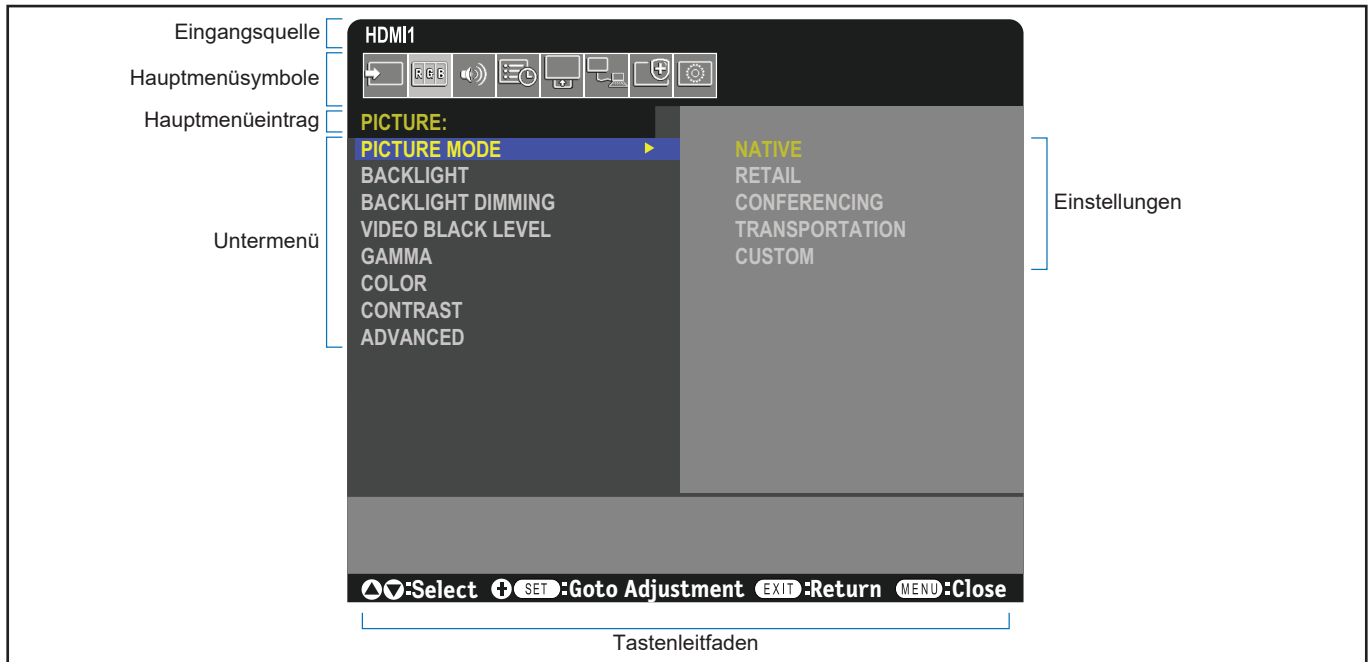 Eingangsquelle
HDMI1
Hauptmenüsymbole
RGB
Hauptmenüeintrag
PICTURE:
Untermenü
PICTURE MODE
BACKLIGHT
BACKLIGHT DIMMING
VIDEO BLACK LEVEL
GAMMA
COLOR
CONTRAST
ADVANCED
NATIVE
RETAIL
CONFERENCING
TRANSPORTATION
CUSTOM
Einstellungen
:Select SET:Goto Adjustment EXIT:Return MENU:Close
Tastenleitfaden